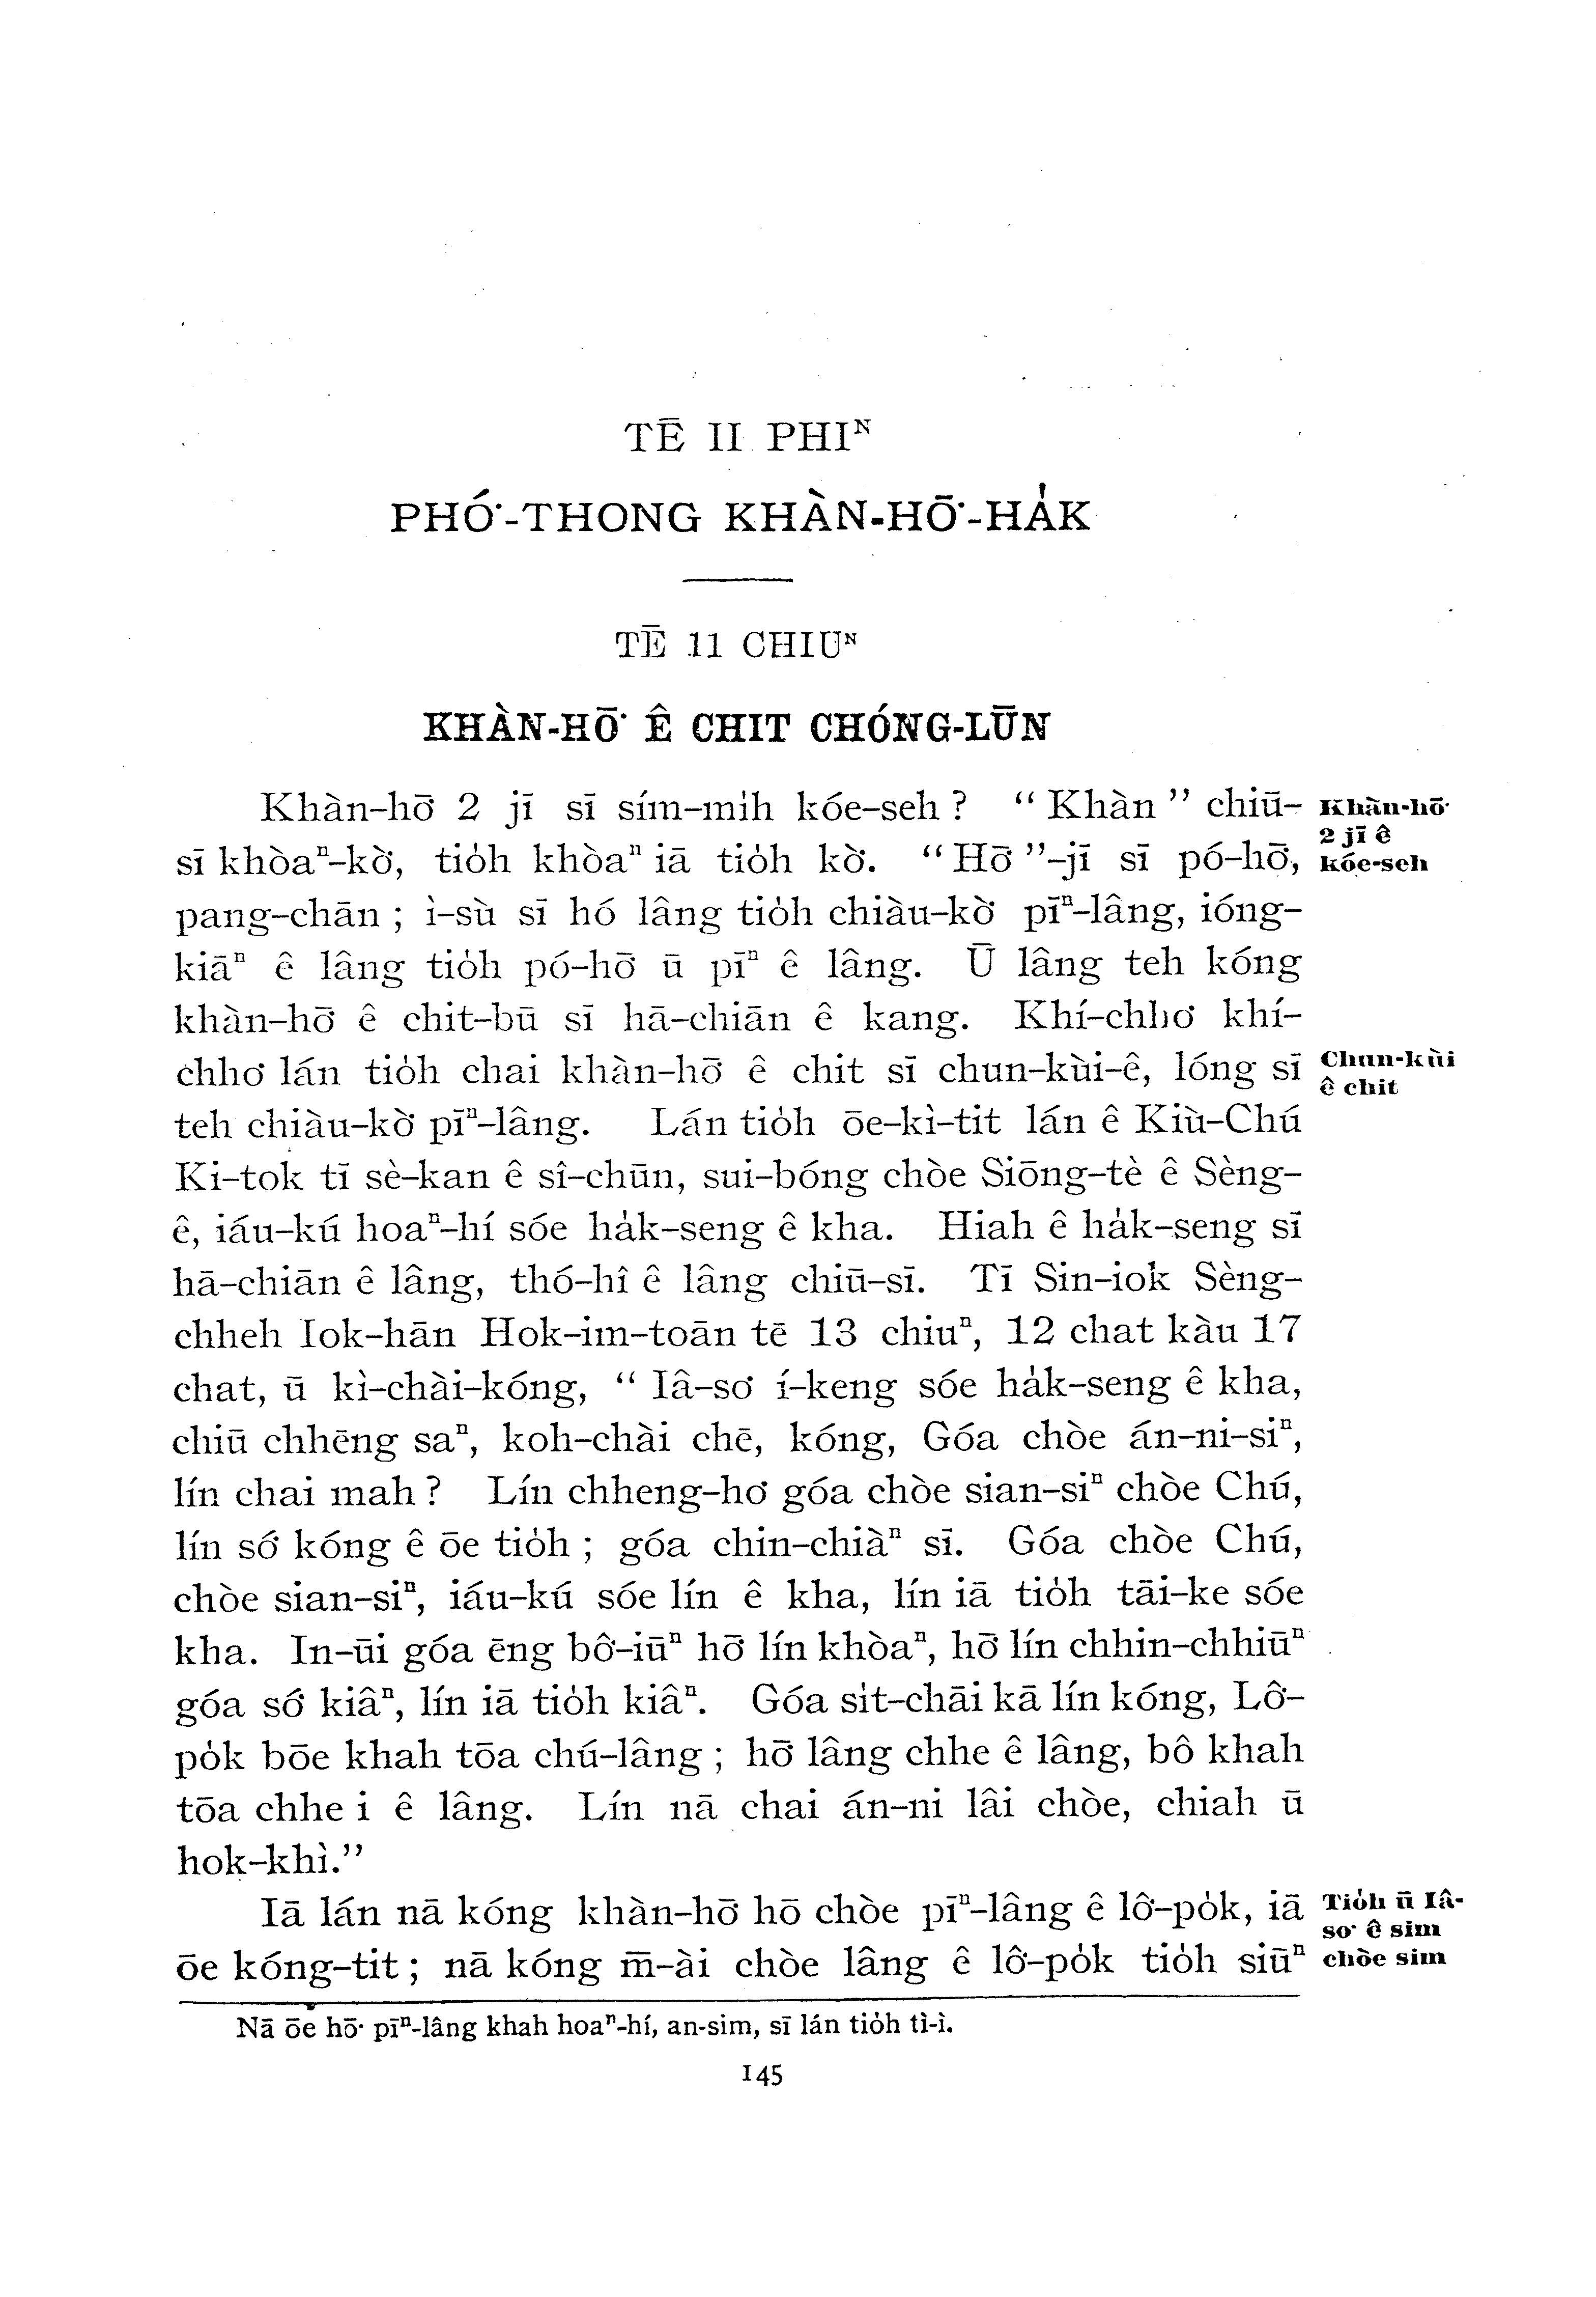 TĒ II PHIᴺ
PHÓ͘-THONG KHÀN-HŌ͘-HA̍K
TĒ 11 CHIUᴺ
KHÀN-HŌ͘ Ê CHIT CHÓNG-LŪN
Khàn-hō͘ 2 jī sī sím-mi̍h kóe-seh? “Khàn” chiū-
sī khòaⁿ-kò͘, tio̍h khòaⁿ iā tio̍h kò͘. “Hō͘”-jī sī pó-hō͘,
pang-chān; ì-sù sī hó lâng tio̍h chiàu-kò͘ pīⁿ-lâng, ióng-
kiāⁿ ê lâng tio̍h pó-hō͘ ū pīⁿ ê lâng. Ū lâng teh kóng
khàn-hō͘ ê chit-bū sī hā-chiān ê kang. Khí-chho͘ khí-
chho͘ lán tio̍h chai khàn-hō͘ ê chit sī chun-kùi-ê, lóng sī
teh chiàu-kò͘ pīⁿ-lâng. Lán tio̍h ōe-kì-tit lán ê Kiù-Chú
Ki-tok tī sè-kan ê sî-chūn, sui-bóng chòe Siōng-tè ê Sèng-
ê, iáu-kú hoaⁿ-hí sóe ha̍k-seng ê kha. Hiah ê ha̍k-seng sī
hā-chiān ê lâng, thó-hî ê lâng chiū-sī. Tī Sin-iok Sèng-
chheh Iok-hān Hok-im-toān tē 13 chiuⁿ, 12 chat kàu 17
chat, ū kì-chài-kóng, “Iâ-so͘ í-keng sóe ha̍k-seng ê kha,
chiū chhēng saⁿ, koh-chài chē, kóng, Góa chòe án-ni-siⁿ,
lín chai mah? Lín chheng-ho͘ góa chòe sian-siⁿ chòe Chú,
lín só͘ kóng ê ōe tio̍h; góa chin-chiàⁿ sī. Góa chòe Chú,
chòe sian-siⁿ, iáu-kú sóe lín ê kha, lín iā tio̍h tāi-ke sóe
kha. In-ūi góa ēng bô͘-iūⁿ hō͘ lín khòaⁿ, hō͘ lín chhin-chhiūⁿ
góa só͘ kiâⁿ, lín iā tio̍h kiâⁿ. Góa si̍t-chāi kā lín kóng, Lô͘-
po̍k bōe khah tōa chú-lâng; hō͘ lâng chhe ê lâng, bô khah
tōa chhe i ê lâng. Lín nā chai án-ni lâi chòe, chiah ū
hok-khì.”
Iā lán nā kóng khàn-hō͘ hō chòe pīⁿ-lâng ê lô͘-po̍k, iā
ōe kóng-tit; nā kóng m̄-ài chòe lâng ê lô͘-po̍k tio̍h siūⁿ
Khàn-hō͘
2 jī ê
kóe-seh
Chun-kùi
ê chit
Tio̍h ū Iâ-
so͘ ê sim
chòe sim
Nā ōe hō͘ pīⁿ-lâng khah hoaⁿ-hí, an-sim, sī lán tio̍h tì-ì.
145